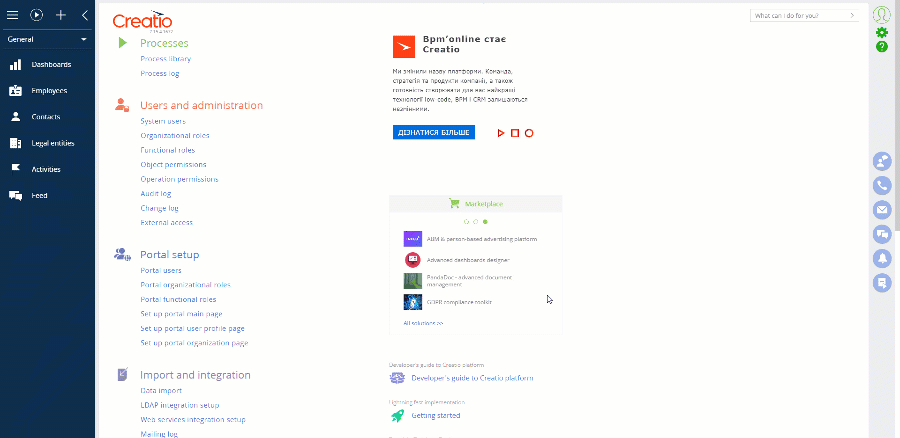 General
Dashboards
Employees
Contacts
Legal entities
Activities
Feed
Creatio
Processes
Process library
Process log
Users and administration
System users
Organizational roles
Functional roles
Object permissions
Operation permissions
Audit log
Change log
External access
Portal setup
Portal users
Portal organizational roles
Portal functional roles
Set up portal main page
Set up portal user profile page
Set up portal organization page
Import and integration
Data import
LDAP integration setup
Web services integration setup
Mailing log
Bpm’online стає
Creatio
Ми змінили назву платформи. Команда,
стратегія та продукти компанії, а також
готовність створювати для вас найкращі
технології low-code, BPM і CRM залишаються
незмінними.
ДІЗНАТИСЯ БІЛЬШЕ
Marketplace
ABM & person-based advertising platform
Advanced dashboards designer
PandaDoc - advanced document
management
GDPR compliance toolkit
All solutions >>
Developer's guide to Creatio platform
Developer's guide to Creatio platform
Lightning fast implementation
Getting started
What can I do for you?